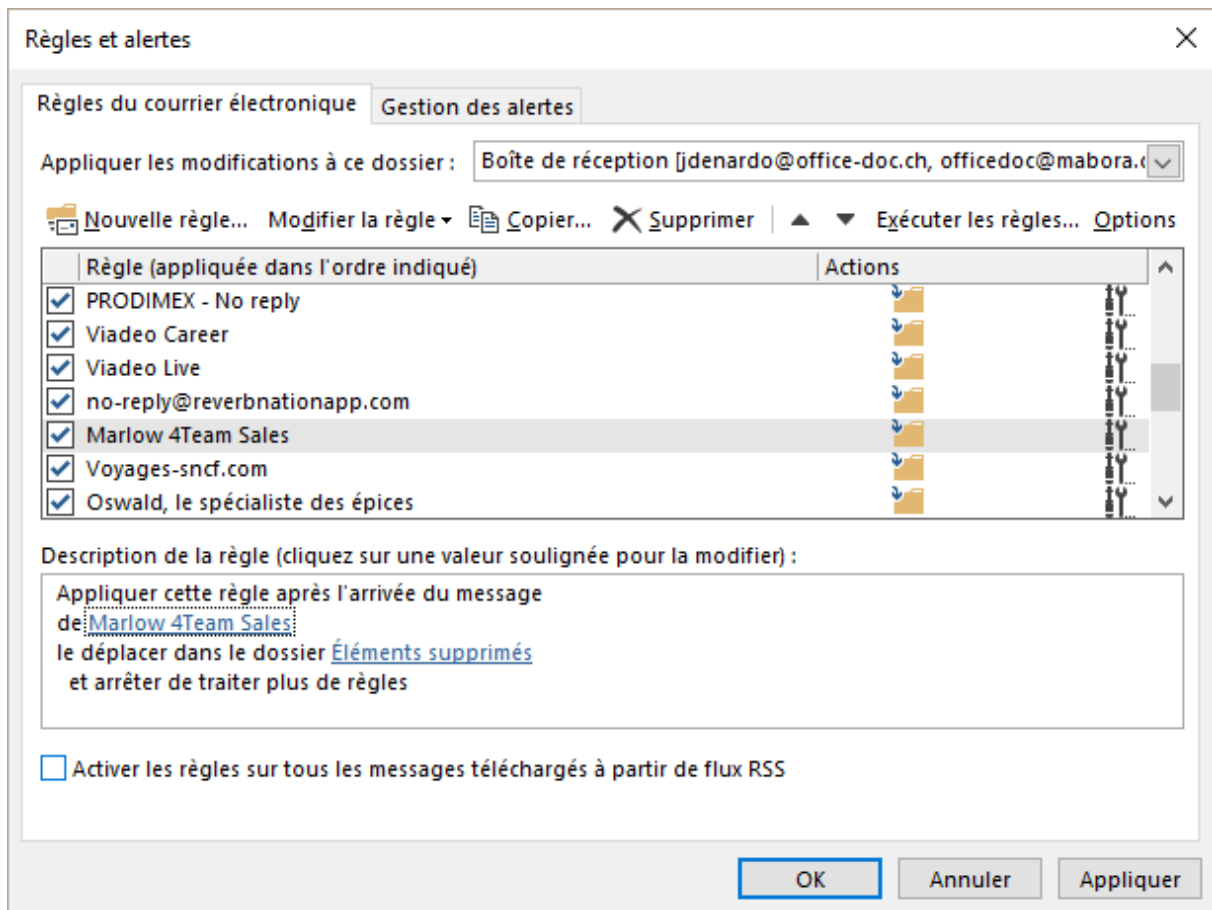 Règles et alertes
Règles du courrier électronique Gestion des alertes
Appliquer les modifications à ce dossier : Boîte de réception [jdenardo@office-doc.ch, officedoc@mabora.c
Nouvelle règle... Modifier la règle Copier... Supprimer Exécuter les règles... Options
Règle (appliquée dans l'ordre indiqué) Actions
PRODIMEX - No reply
Viadeo Career
Viadeo Live
no-reply@reverbnationapp.com
Marlow 4Team Sales
Voyages-sncf.com
Oswald, le spécialiste des épices
Description de la règle (cliquez sur une valeur soulignée pour la modifier) :
Appliquer cette règle après l'arrivée du message
de Marlow 4Team Sales
le déplacer dans le dossier Éléments supprimés
et arrêter de traiter plus de règles
Activer les règles sur tous les messages téléchargés à partir de flux RSS
OK Annuler Appliquer